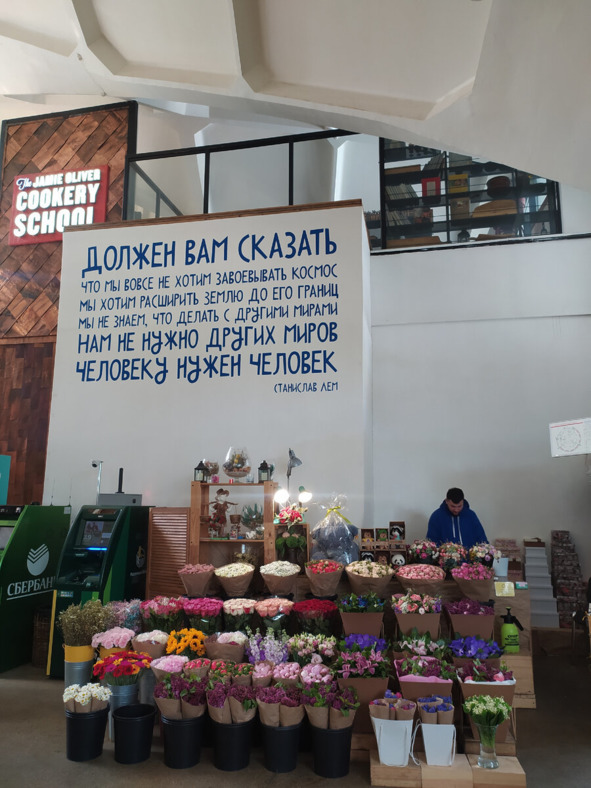 The JAMIE OLIVER
COOKERY
SCHOOL
ДОЛЖЕН ВАМ СКАЗАТЬ
ЧТО МЫ ВОВСЕ НЕ ХОТИМ ЗАВОЕВЫВАТЬ КОСМОС
МЫ ХОТИМ РАСШИРИТЬ ЗЕМЛЮ ДО ЕГО ГРАНИЦ
МЫ НЕ ЗНАЕМ, ЧТО ДЕЛАТЬ С ДРУГИМИ МИРАМИ
НАМ НЕ НУЖНО ДРУГИХ МИРОВ
ЧЕЛОВЕКУ НУЖЕН ЧЕЛОВЕК
СТАНИСЛАВ ЛЕМ
СБЕРБАНК